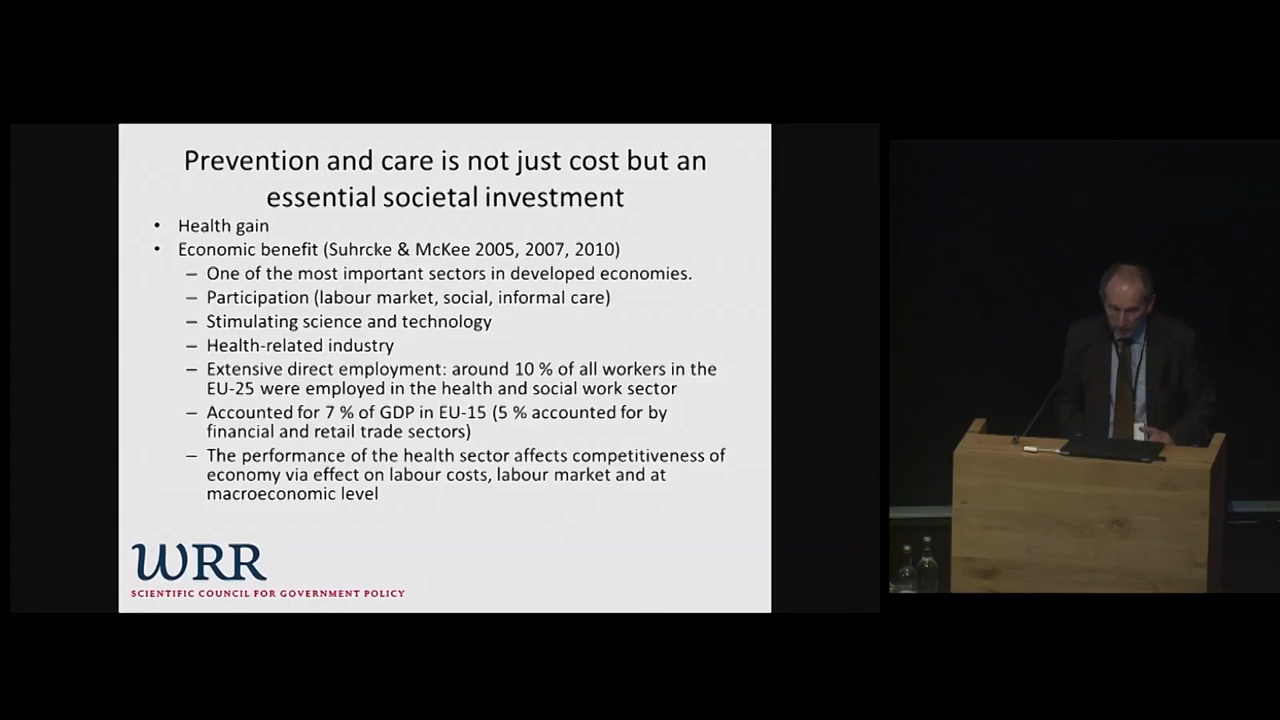 Prevention and care is not just cost but an
essential societal investment
• Health gain
• Economic benefit (Suhrcke & McKee 2005, 2007, 2010)
– One of the most important sectors in developed economies.
– Participation (labour market, social, informal care)
– Stimulating science and technology
– Health-related industry
– Extensive direct employment: around 10 % of all workers in the
EU-25 were employed in the health and social work sector
– Accounted for 7 % of GDP in EU-15 (5 % accounted for by
financial and retail trade sectors)
– The performance of the health sector affects competitiveness of
economy via effect on labour costs, labour market and at
macroeconomic level
WRR
SCIENTIFIC COUNCIL FOR GOVERNMENT POLICY